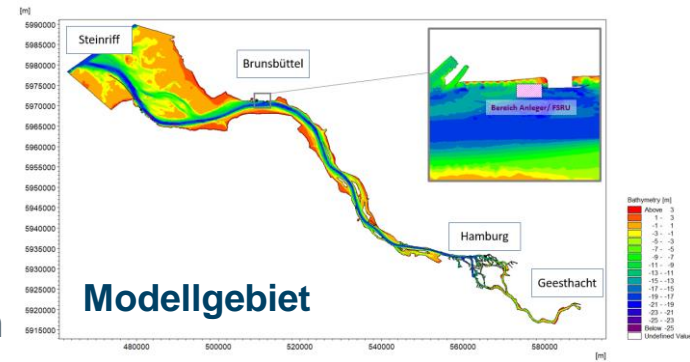 [m]
5990000
5985000
5980000
5975000
5970000
5965000
5960000
5955000
5950000
5945000
5940000
5935000
5930000
5925000
5920000
5915000
Steinriff
Brunsbüttel
Bereich Anleger/ FSRU
Hamburg
Geesthacht
Modellgebiet
480000 500000 520000 540000 560000 580000
[m]
Bathymetry [m]
Above 3
1 - 3
-1 - 1
-3 - -1
-5 - -3
-7 - -5
-9 - -7
-11 - -9
-13 - -11
-15 - -13
-17 - -15
-19 - -17
-21 - -19
-23 - -21
-25 - -23
Below -25
Undefined Value